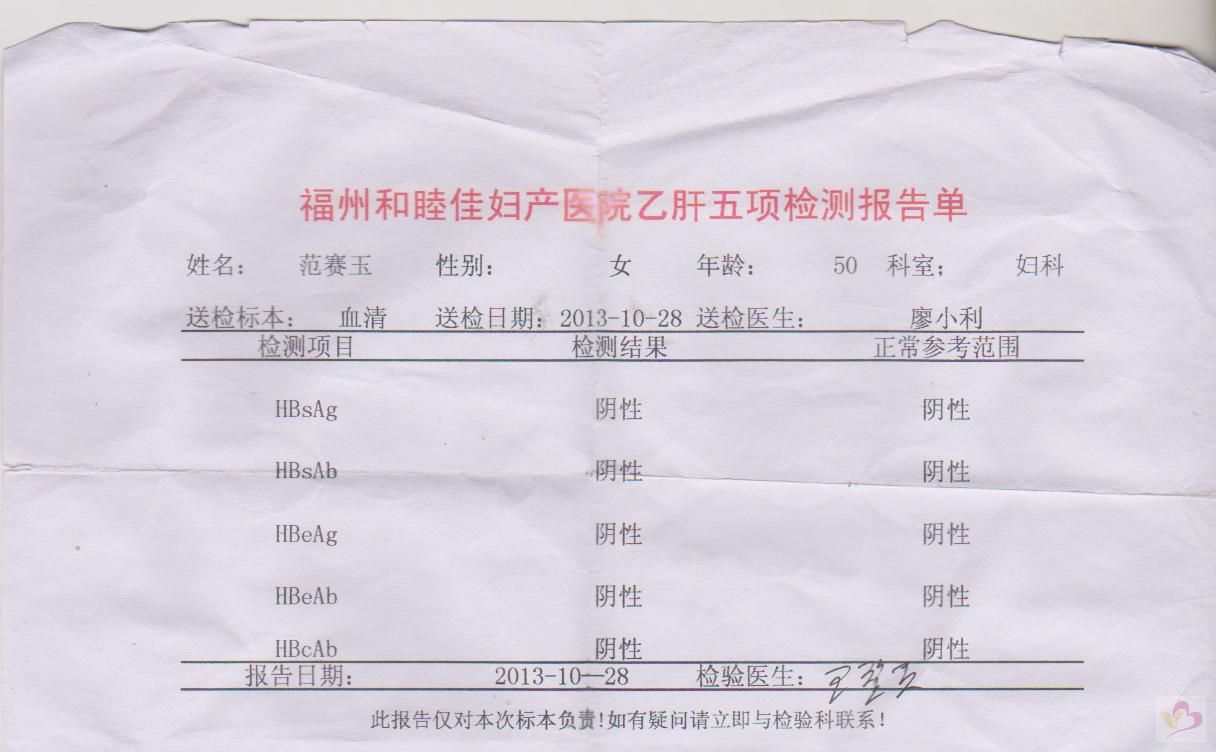 福州和睦佳妇产医院乙肝五项检测报告单
姓名： 范赛玉 性别： 女 年龄： 50 科室； 妇科
送检标本： 血清 送检日期：2013-10-28 送检医生： 廖小利
检测项目 检测结果 正常参考范围
HBsAg 阴性 阴性
HBsAb 阴性 阴性
HBeAg 阴性 阴性
HBeAb 阴性 阴性
HBcAb 阴性 阴性
报告日期： 2013-10--28 检验医生：
此报告仅对本次标本负责!如有疑问请立即与检验科联系!